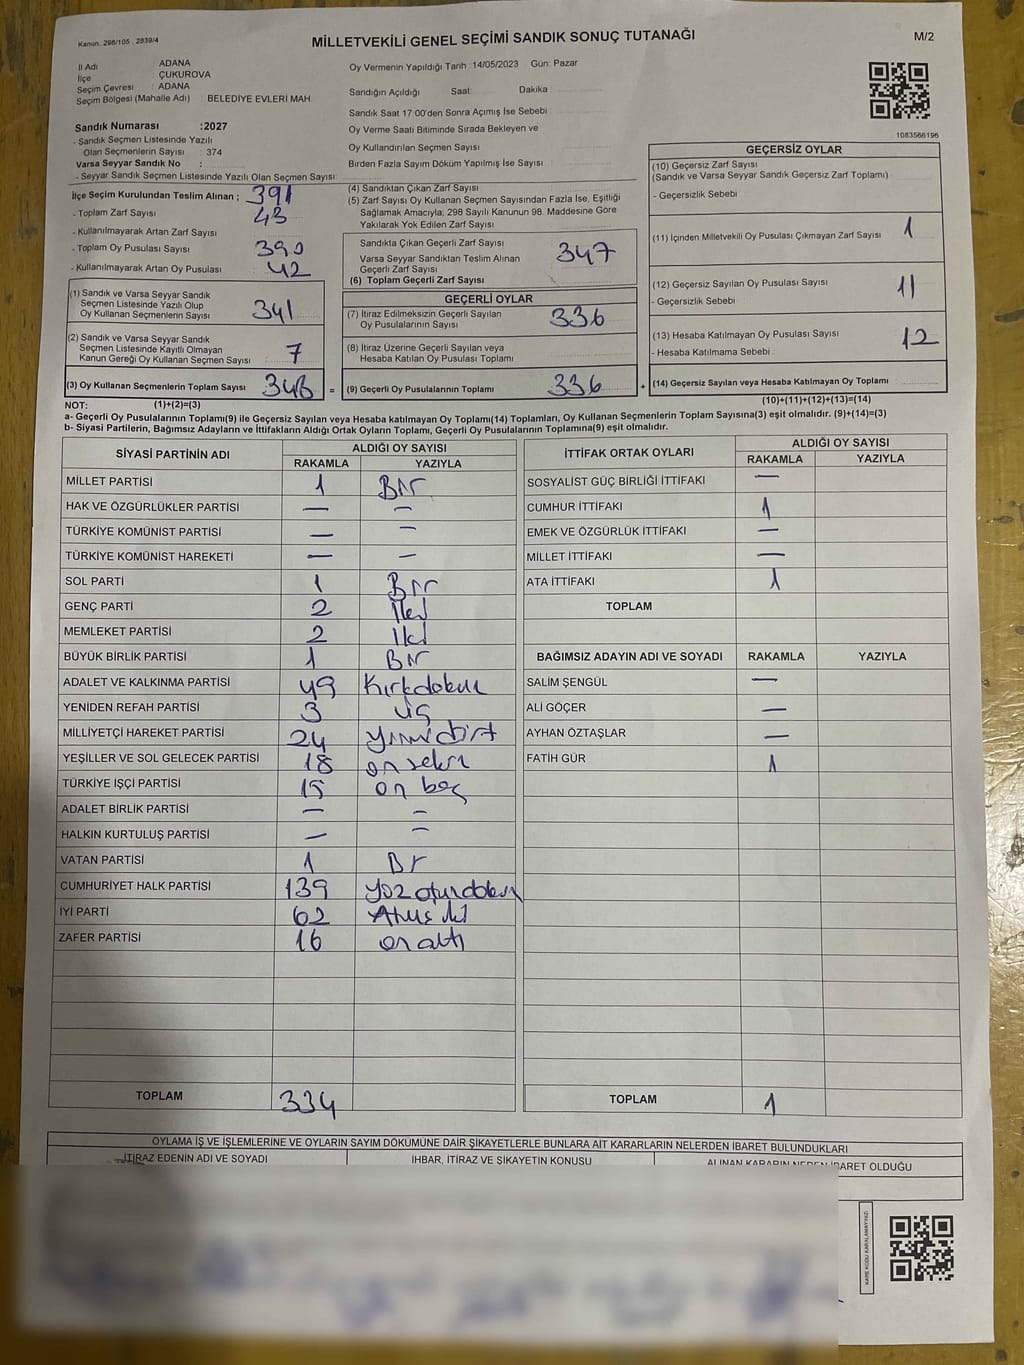 Kanun: 298/105 , 2839/4
MİLLETVEKİLİ GENEL SEÇİMİ SANDIK SONUÇ TUTANAĞI
M/2
İl Adı ADANA
İlçe ÇUKUROVA
Seçim Çevresi : ADANA
Seçim Bölgesi (Mahalle Adı) BELEDİYE EVLERİ MAH
Sandık Numarası :2027
- Sandık Seçmen Listesinde Yazılı
Olan Seçmenlerin Sayısı : 374
Varsa Seyyar Sandık No :
- Seyyar Sandık Seçmen Listesinde Yazılı Olan Seçmen Sayısı
Oy Vermenin Yapıldığı Tarih :14/05/2023 Gün: Pazar
Sandığın Açıldığı Saat: Dakika
Sandık Saat 17:00'den Sonra Açımış İse Sebebi
Oy Verme Saati Bitiminde Sırada Bekleyen ve
Oy Kullandırılan Seçmen Sayısı
Birden Fazla Sayım Döküm Yapılmış İse Sayısı
1083566196
İlçe Seçim Kurulundan Teslim Alınan ;
- Toplam Zarf Sayısı 391
- Kullanılmayarak Artan Zarf Sayısı 43
- Toplam Oy Pusulası Sayısı 390
- Kullanılmayarak Artan Oy Pusulası 42
(1) Sandık ve Varsa Seyyar Sandık
Seçmen Listesinde Yazılı Olup
Oy Kullanan Seçmenlerin Sayısı 341
(2) Sandık ve Varsa Seyyar Sandık
Seçmen Listesinde Kayıtlı Olmayan
Kanun Gereği Oy Kullanan Seçmen Sayısı 7
(3) Oy Kullanan Seçmenlerin Toplam Sayısı 348 =
(4) Sandıktan Çıkan Zarf Sayısı
(5) Zarf Sayısı Oy Kullanan Seçmen Sayısından Fazla İse, Eşitliği
Sağlamak Amacıyla; 298 Sayılı Kanunun 98. Maddesine Göre
Yakılarak Yok Edilen Zarf Sayısı
Sandıkta Çıkan Geçerli Zarf Sayısı 347
Varsa Seyyar Sandıktan Teslim Alınan
Geçerli Zarf Sayısı
(6) Toplam Geçerli Zarf Sayısı
GEÇERLİ OYLAR
(7) İtiraz Edilmeksizin Geçerli Sayılan
Oy Pusulalarının Sayısı 336
(8) İtiraz Üzerine Geçerli Sayılan veya
Hesaba Katılan Oy Pusulası Toplamı
(9) Geçerli Oy Pusulalarının Toplamı 336 +
GEÇERSİZ OYLAR
(10) Geçersiz Zarf Sayısı
(Sandık ve Varsa Seyyar Sandık Geçersiz Zarf Toplamı)
- Geçersizlik Sebebi
(11) İçinden Milletvekili Oy Pusulası Çıkmayan Zarf Sayısı 1
(12) Geçersiz Sayılan Oy Pusulası Sayısı 11
- Geçersizlik Sebebi
(13) Hesaba Katılmayan Oy Pusulası Sayısı 12
- Hesaba Katılmama Sebebi
(14) Geçersiz Sayılan veya Hesaba Katılmayan Oy Pusulası Toplamı
NOT: (1)+(2)=(3)
(10)+(11)+(12)+(13)=(14)
a- Geçerli Oy Pusulalarının Toplamı(9) ile Geçersiz Sayılan veya Hesaba katılmayan Oy Toplamı(14) Toplamları, Oy Kullanan Seçmenlerin Toplam Sayısına(3) eşit olmalıdır. (9)+(14)=(3)
b- Siyasi Partilerin, Bağımsız Adayların ve İttifakların Aldığı Ortak Oyların Toplamı, Geçerli Oy Pusulalarının Toplamına(9) eşit olmalıdır.
SİYASİ PARTİNİN ADI ALDIĞI OY SAYISI
RAKAMLA YAZIYLA
MİLLET PARTİSİ 1 Bir
HAK VE ÖZGÜRLÜKLER PARTİSİ — —
TÜRKİYE KOMÜNİST PARTİSİ — —
TÜRKİYE KOMÜNİST HAREKETİ — —
SOL PARTİ 1 Bir
GENÇ PARTİ 2 İki
MEMLEKET PARTİSİ 2 İki
BÜYÜK BİRLİK PARTİSİ 1 Bir
ADALET VE KALKINMA PARTİSİ 49 Kırkdokuz
YENİDEN REFAH PARTİSİ 3 üç
MİLLİYETÇİ HAREKET PARTİSİ 24 yirmidört
YEŞİLLER VE SOL GELECEK PARTİSİ 18 on sekiz
TÜRKİYE İŞÇİ PARTİSİ 15 on beş
ADALET BİRLİK PARTİSİ — —
HALKIN KURTULUŞ PARTİSİ — —
VATAN PARTİSİ 1 Bir
CUMHURİYET HALK PARTİSİ 139 yüz otuz dokuz
İYİ PARTİ 62 Atmış iki
ZAFER PARTİSİ 16 on altı
TOPLAM 334
İTTİFAK ORTAK OYLARI ALDIĞI OY SAYISI
RAKAMLA YAZIYLA
SOSYALİST GÜÇ BİRLİĞİ İTTİFAKI —
CUMHUR İTTİFAKI 1
EMEK VE ÖZGÜRLÜK İTTİFAKI —
MİLLET İTTİFAKI —
ATA İTTİFAKI 1
TOPLAM
BAĞIMSIZ ADAYIN ADI VE SOYADI RAKAMLA YAZIYLA
SALİM ŞENGÜL —
ALİ GÖÇER —
AYHAN ÖZTAŞLAR —
FATİH GÜR 1
TOPLAM 1
OYLAMA İŞ VE İŞLEMLERİNE VE OYLARIN SAYIM DÖKÜMÜNE DAİR ŞİKAYETLERLE BUNLARA AİT KARARLARIN NELERDEN İBARET BULUNDUKLARI
İTİRAZ EDENİN ADI VE SOYADI İHBAR, İTİRAZ VE ŞİKAYETİN KONUSU ALINAN KARARIN NEDEN İBARET OLDUĞU